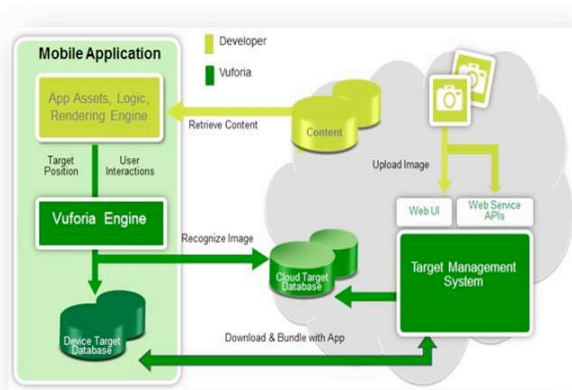 Mobile Application
Developer
Vuforia
App Assets, Logic,
Rendering Engine
Retrieve Content
Content
Target
Position
User
Interactions
Upload Image
Vuforia Engine
Web UI
Web Service
APIs
Recognize Image
Cloud Target
Database
Target Management
System
Device Target
Database
Download & Bundle with App